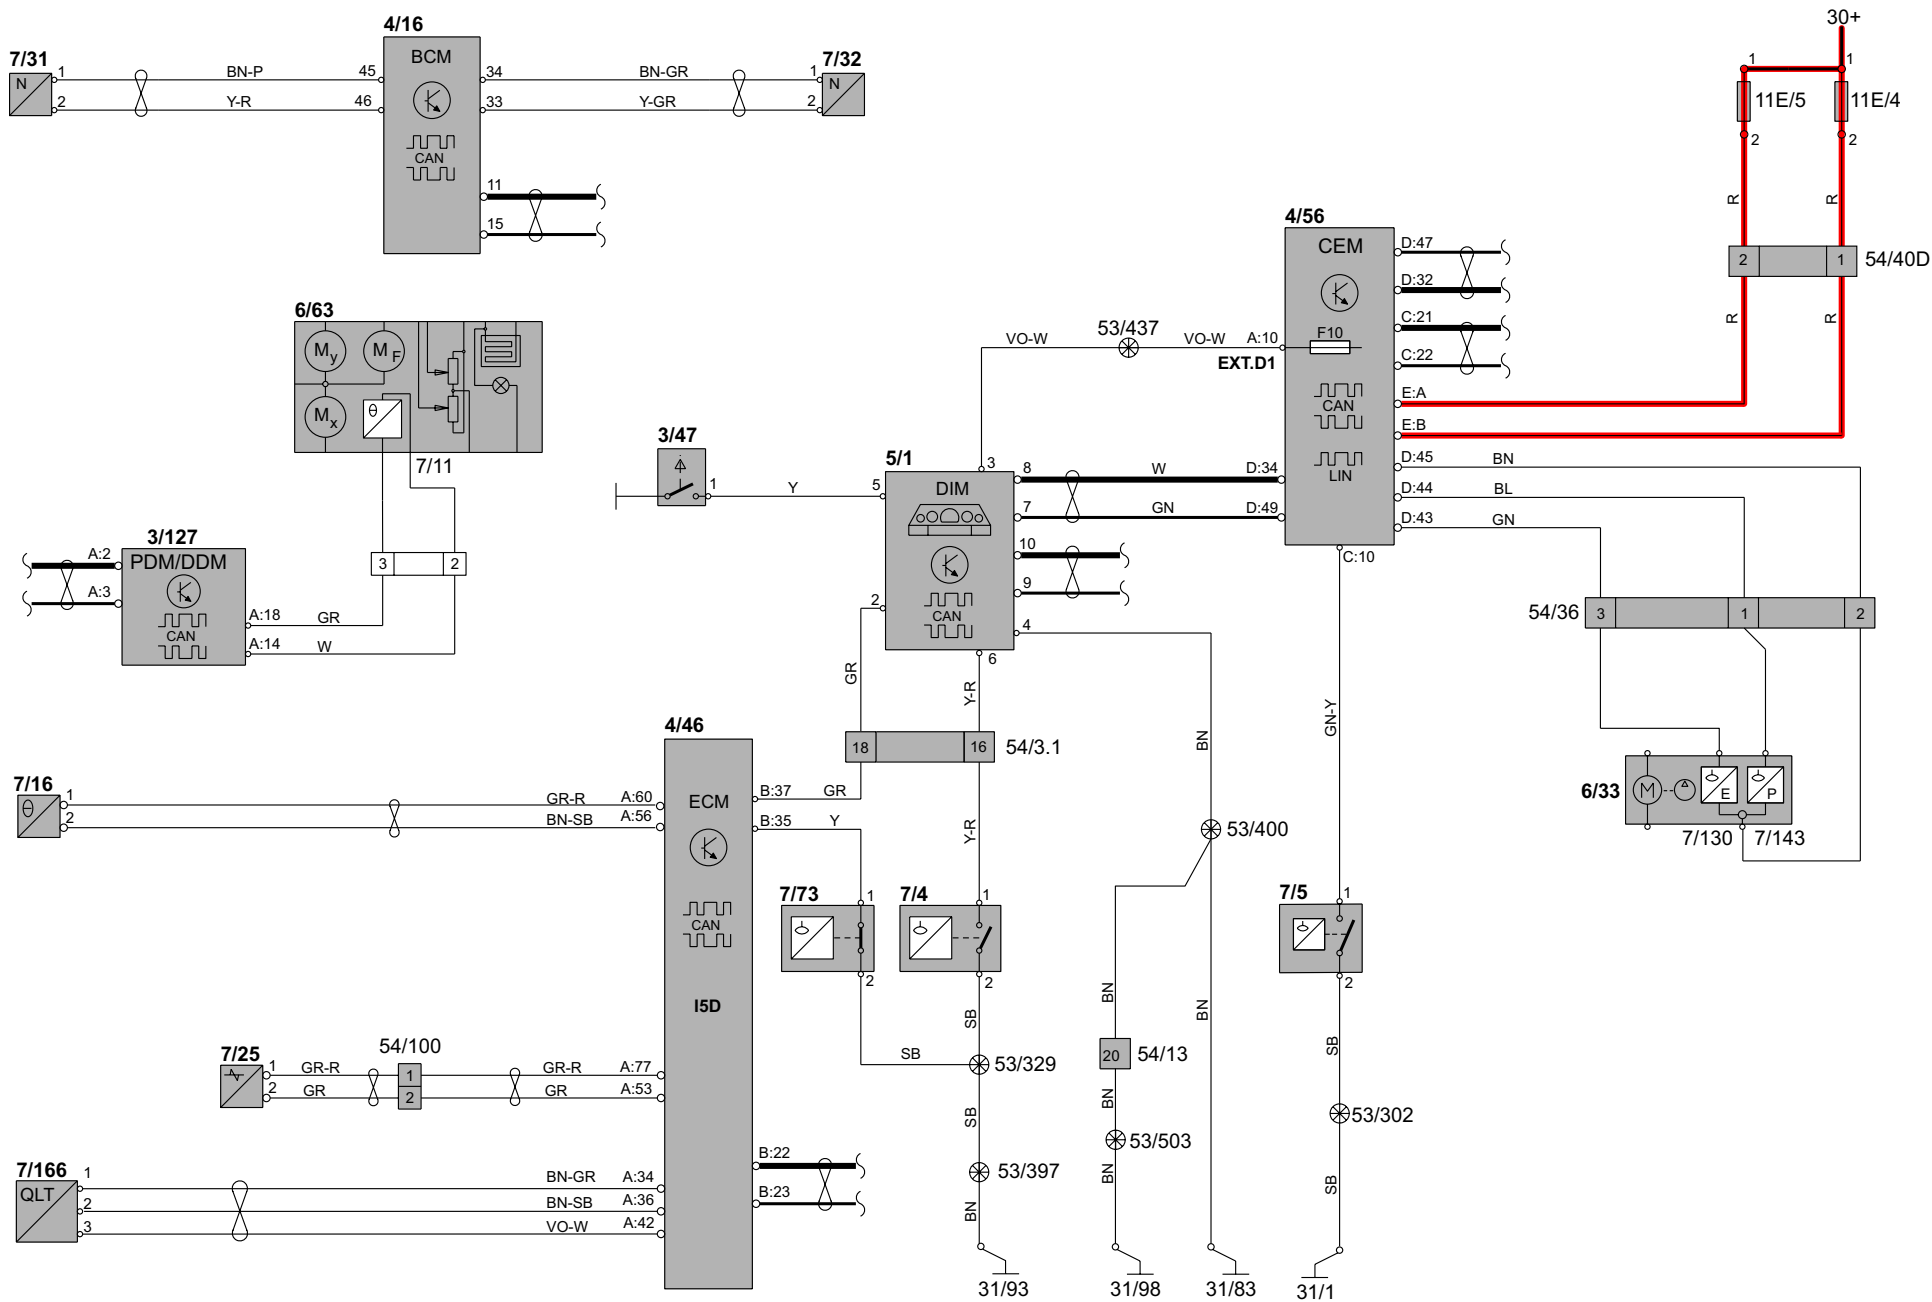 30+
4/16
7/31
BCM
7/32
N
1
BN-P
45
34
BN-GR
1
N
2
Y-R
46
33
Y-GR
2
CAN
11
15
1
1
11E/5
11E/4
2
2
R
R
54/40D
2
1
R
R
4/56
CEM
D:47
D:32
C:21
C:22
E:A
E:B
D:45
BN
D:44
BL
D:43
GN
F10
CAN
LIN
VO-W
53/437
VO-W
A:10
EXT.D1
C:10
6/63
My
MF
Mx
θ
7/11
3/47
1
Y
5
5/1
3
DIM
8
W
D:34
7
GN
D:49
10
9
CAN
2
4
6
3/127
PDM/DDM
A:2
A:3
CAN
A:18
GR
A:14
W
3
2
54/36
3
1
2
GR
Y-R
BN
GN-Y
18
16
54/3.1
4/46
ECM
7/16
θ
1
GR-R
A:60
2
BN-SB
A:56
B:37
GR
B:35
Y
Y-R
53/400
6/33
M
E
P
7/130
7/143
CAN
7/73
1
2
7/4
1
2
7/5
1
2
I5D
SB
BN
BN
SB
7/25
54/100
1
GR-R
1
GR-R
A:77
2
GR
2
GR
A:53
SB
53/329
20
54/13
SB
BN
53/302
53/503
53/397
B:22
B:23
7/166
QLT
1
BN-GR
A:34
2
BN-SB
A:36
3
VO-W
A:42
BN
BN
SB
31/93
31/98
31/83
31/1